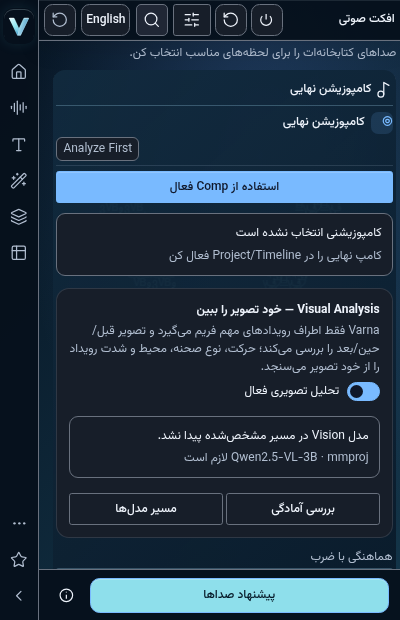 افکت صوتی
English
صداهای کتابخانه‌ات را برای لحظه‌های مناسب انتخاب کن.
کامپوزیشن نهایی
کامپوزیشن نهایی
Analyze First
استفاده از Comp فعال
کامپوزیشنی انتخاب نشده است
کامپ نهایی را در Project/Timeline فعال کن
Visual Analysis — خود تصویر را ببین
Varna فقط اطراف رویدادهای مهم فریم می‌گیرد و تصویر قبل/
حین/بعد را بررسی می‌کند؛ حرکت، نوع صحنه، محیط و شدت رویداد
را از خود تصویر می‌سنجد.
تحلیل تصویری فعال
مدل Vision در مسیر مشخص‌شده پیدا نشد.
Qwen2.5-VL-3B · mmproj لازم است
بررسی آمادگی
مسیر مدل‌ها
هماهنگی با ضرب
پیشنهاد صداها